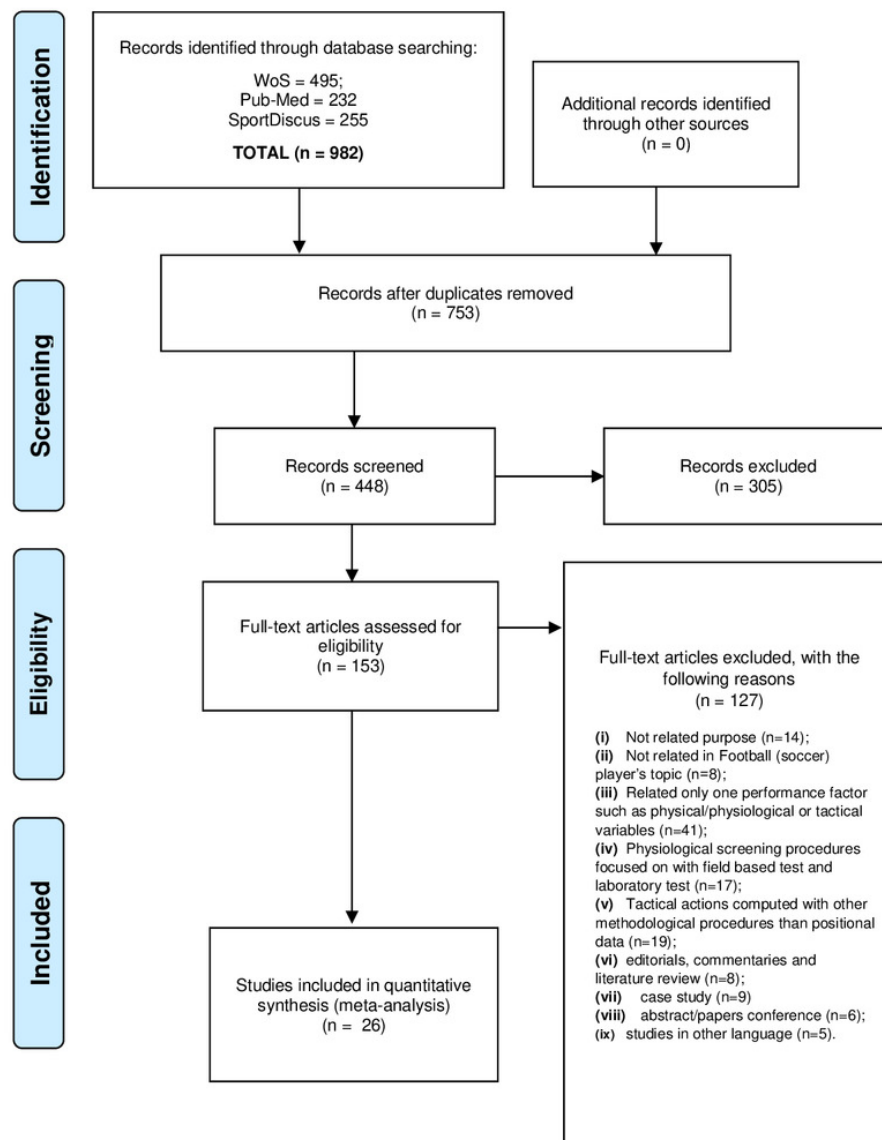 Identification
Records identified through database searching:
WoS = 495;
Pub-Med = 232
SportDiscus = 255
TOTAL (n = 982)
Additional records identified
through other sources
(n = 0)
Screening
Records after duplicates removed
(n = 753)
Records screened
(n = 448)
Records excluded
(n = 305)
Eligibility
Full-text articles assessed for
eligibility
(n = 153)
Full-text articles excluded, with the
following reasons
(n = 127)
(i) Not related purpose (n=14);
(ii) Not related in Football (soccer)
player's topic (n=8);
(iii) Related only one performance factor
such as physical/physiological or tactical
variables (n=41);
(iv) Physiological screening procedures
focused on with field based test and
laboratory test (n=17);
(v) Tactical actions computed with other
methodological procedures than positional
data (n=19);
(vi) editorials, commentaries and
literature review (n=8);
(vii) case study (n=9)
(viii) abstract/papers conference (n=6);
(ix) studies in other language (n=5).
Included
Studies included in quantitative
synthesis (meta-analysis)
(n = 26)